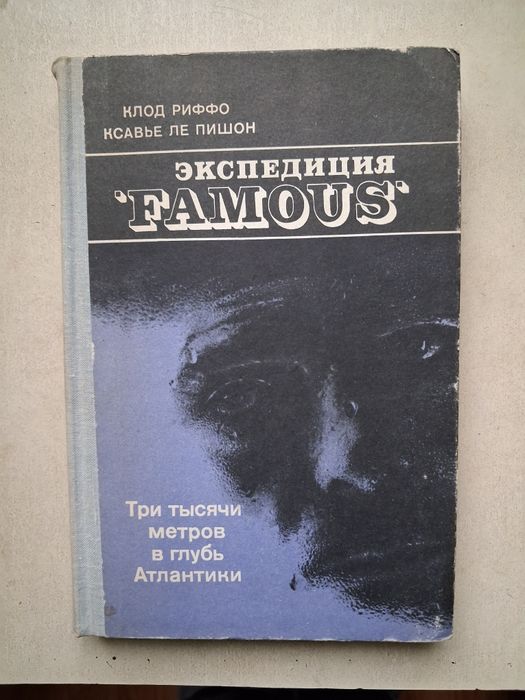 КЛОД РИФФО
КСАВЬЕ ЛЕ ПИШОН
ЭКСПЕДИЦИЯ
'FAMOUS'
Три тысячи
метров
в глубь
Атлантики